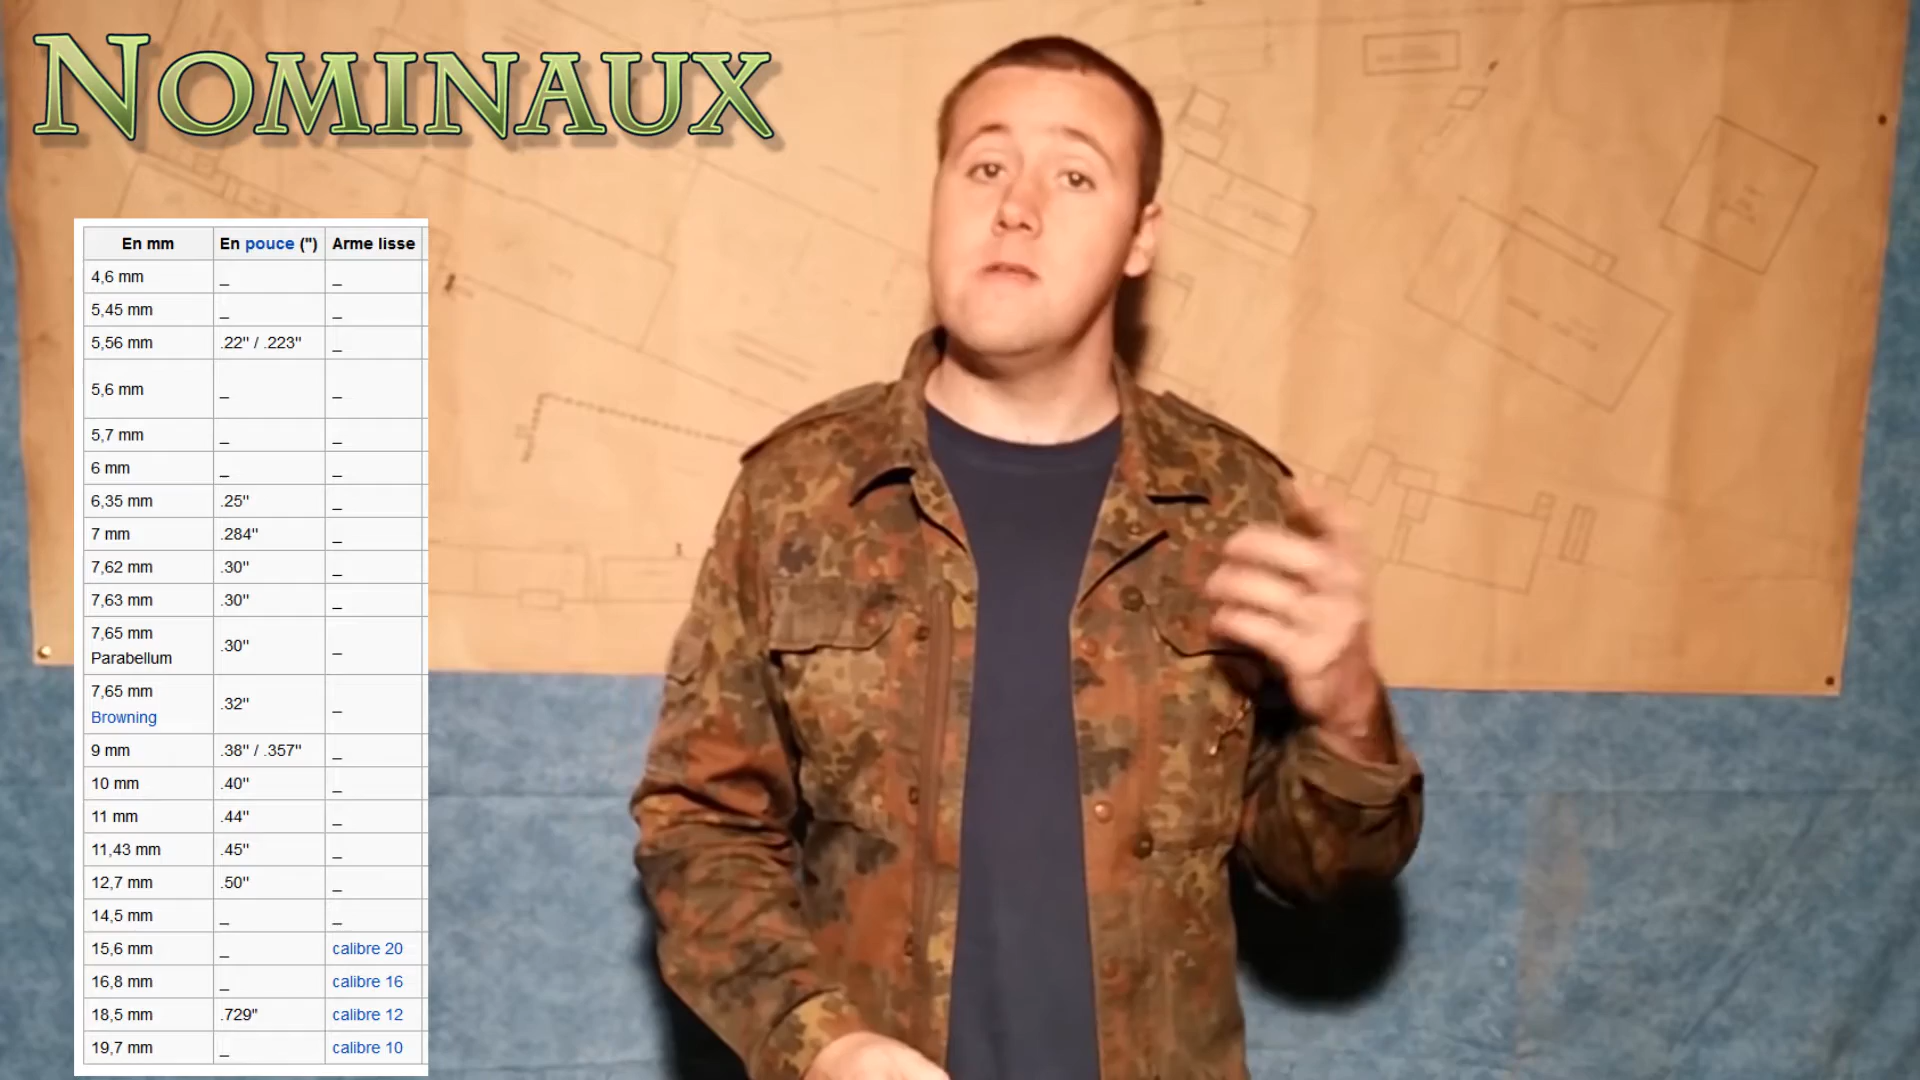 Nominaux
En mm En pouce (") Arme lisse
4,6 mm _ _
5,45 mm _ _
5,56 mm .22" / .223" _
5,6 mm _ _
5,7 mm _ _
6 mm _ _
6,35 mm .25" _
7 mm .284" _
7,62 mm .30" _
7,63 mm .30" _
7,65 mm
Parabellum .30" _
7,65 mm
Browning .32" _
9 mm .38" / .357" _
10 mm .40" _
11 mm .44" _
11,43 mm .45" _
12,7 mm .50" _
14,5 mm _ _
15,6 mm _ calibre 20
16,8 mm _ calibre 16
18,5 mm .729" calibre 12
19,7 mm _ calibre 10